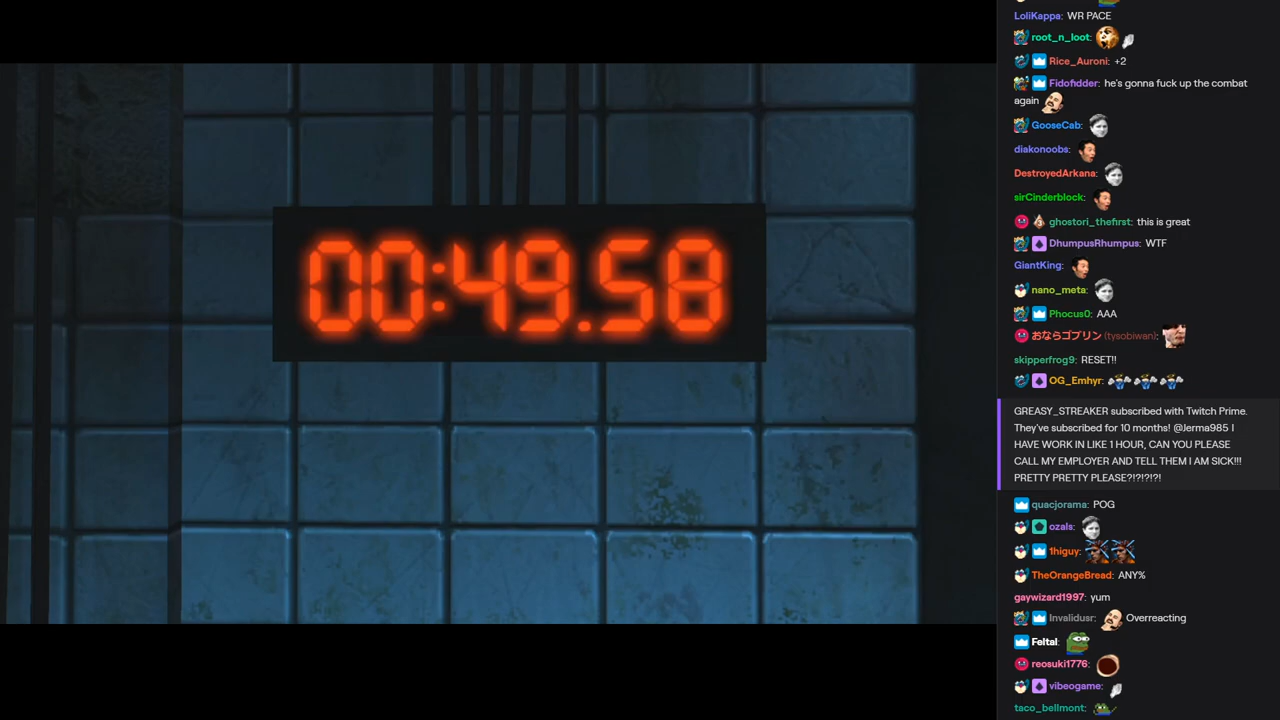 00:49.58
LoliKappa: WR PACE
root_n_loot:
Rice_Auroni: +2
Fidofidder: he's gonna fuck up the combat
again
GooseCab:
diakonoobs:
DestroyedArkana:
sirCinderblock:
ghostori_thefirst: this is great
DhumpusRhumpus: WTF
GiantKing:
nano_meta:
Phocus0: AAA
おならゴブリン (tysobiwan):
skipperfrog9: RESET!!
OG_Emhyr:
GREASY_STREAKER subscribed with Twitch Prime.
They've subscribed for 10 months! @Jerma985 I
HAVE WORK IN LIKE 1 HOUR, CAN YOU PLEASE
CALL MY EMPLOYER AND TELL THEM I AM SICK!!!
PRETTY PRETTY PLEASE?!?!?!?!
quacjorama: POG
ozals:
1higuy:
TheOrangeBread: ANY%
gaywizard1997: yum
Invalidusr: Overreacting
Feltal:
reosuki1776:
vibeogame:
taco_bellmont: